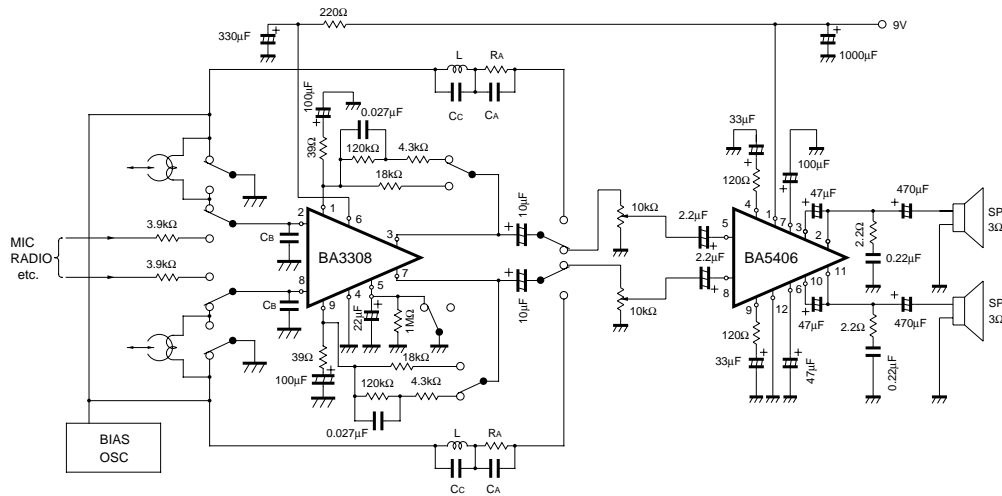 220Ω
9V
330µF
+
1000µF
+
L
RA
CC
CA
100µF
+
0.027µF
39Ω
120kΩ
4.3kΩ
18kΩ
33µF
+
100µF
+
120Ω
47µF
+
470µF
+
10µF
+
10kΩ
2.2µF
+
2
1
6
3
BA3308
7
8
9
4
5
CB
CB
3.9kΩ
3.9kΩ
MIC
RADIO
etc.
5
4
1
7
3
2
BA5406
11
10
6
12
9
8
SP
3Ω
2.2Ω
0.22µF
2.2µF
+
10kΩ
10µF
+
22µF
+
1MΩ
39Ω
100µF
+
18kΩ
120kΩ
4.3kΩ
0.027µF
120Ω
33µF
+
47µF
+
47µF
+
2.2Ω
470µF
+
0.22µF
SP
3Ω
BIAS
OSC
L
RA
CC
CA